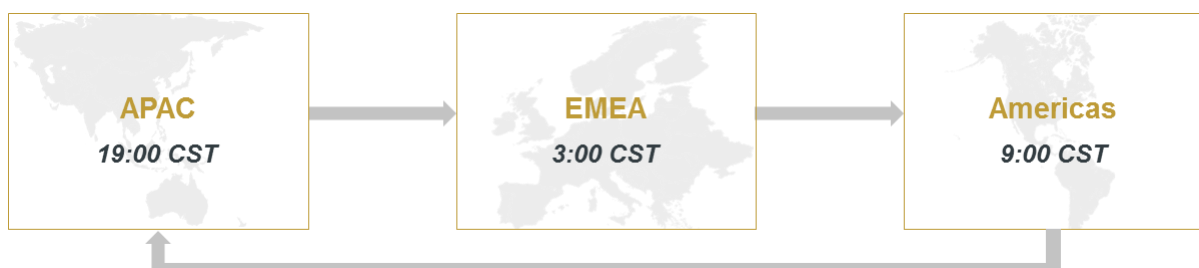 APAC
19:00 CST
EMEA
3:00 CST
Americas
9:00 CST